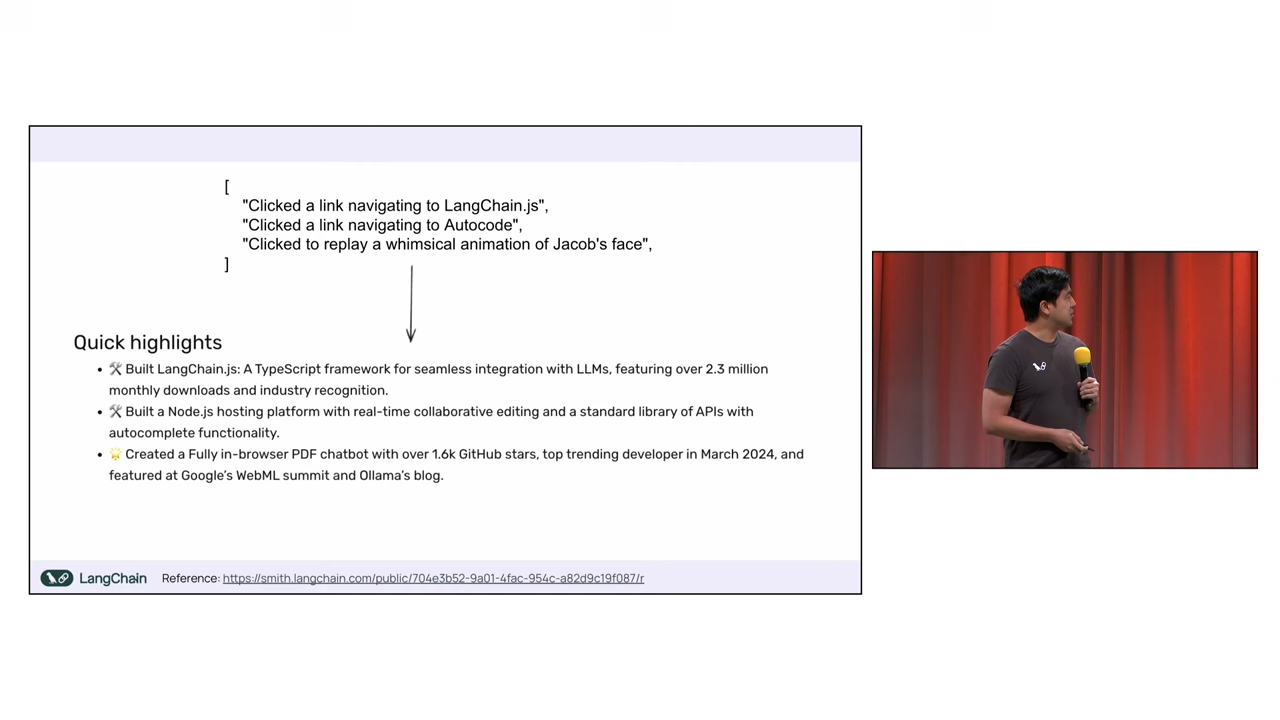 [
"Clicked a link navigating to LangChain.js",
"Clicked a link navigating to Autocode",
"Clicked to replay a whimsical animation of Jacob's face",
]
Quick highlights
• 🛠 Built LangChain.js: A TypeScript framework for seamless integration with LLMs, featuring over 2.3 million
monthly downloads and industry recognition.
• 🛠 Built a Node.js hosting platform with real-time collaborative editing and a standard library of APIs with
autocomplete functionality.
• 🌟 Created a Fully in-browser PDF chatbot with over 1.6k GitHub stars, top trending developer in March 2024, and
featured at Google's WebML summit and Ollama's blog.
LangChain Reference: https://smith.langchain.com/public/704e3b52-9a01-4fac-954c-a82d9c19f087/r